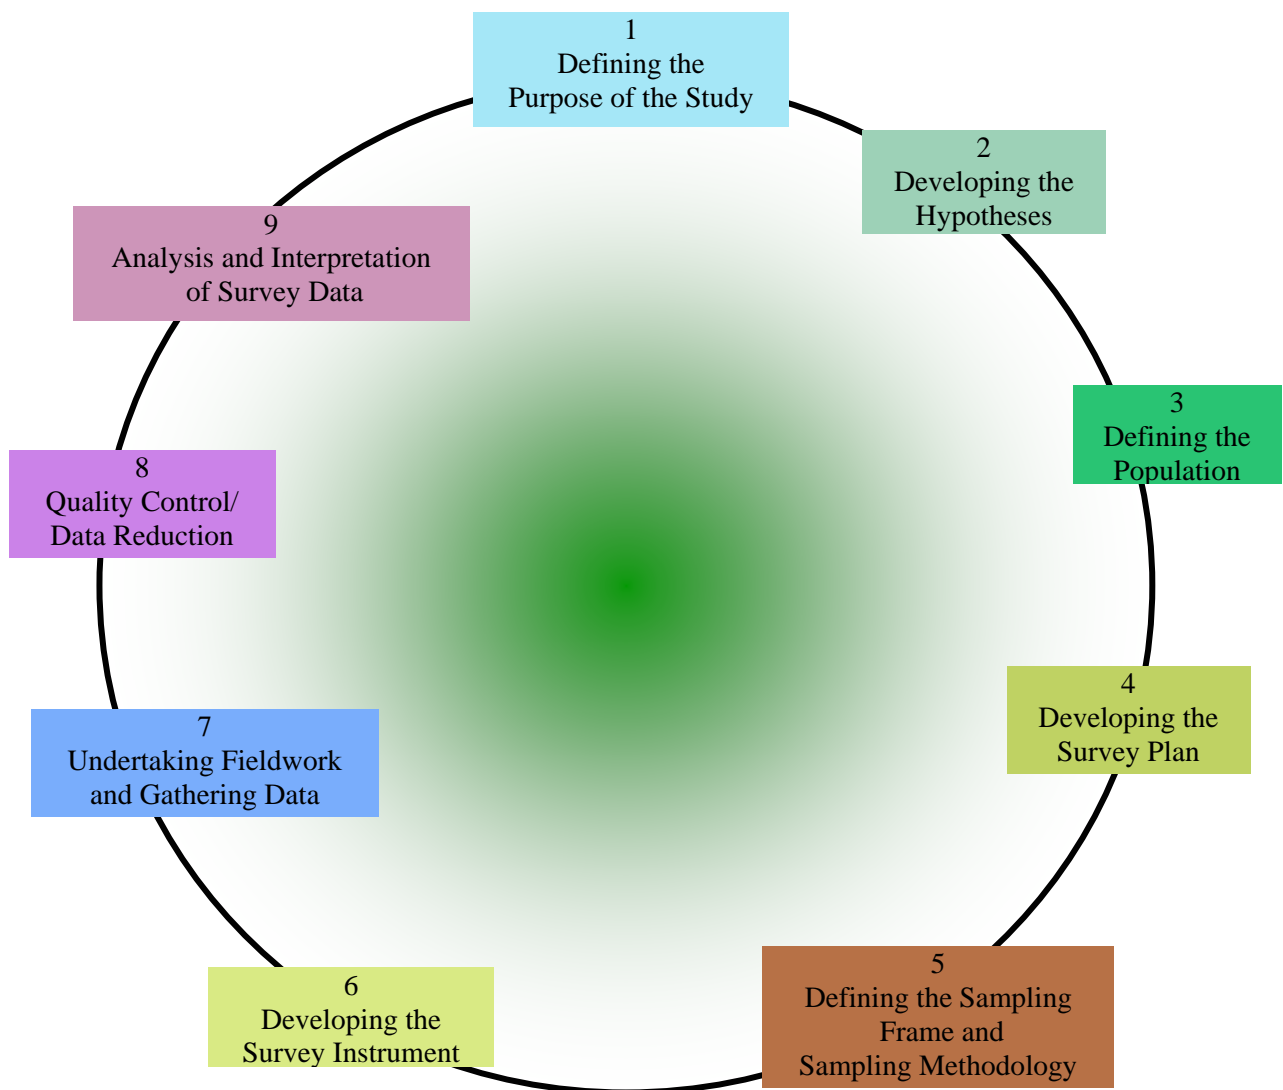 1
Defining the
Purpose of the Study
2
Developing the
Hypotheses
3
Defining the
Population
4
Developing the
Survey Plan
5
Defining the Sampling
Frame and
Sampling Methodology
6
Developing the
Survey Instrument
7
Undertaking Fieldwork
and Gathering Data
8
Quality Control/
Data Reduction
9
Analysis and Interpretation
of Survey Data